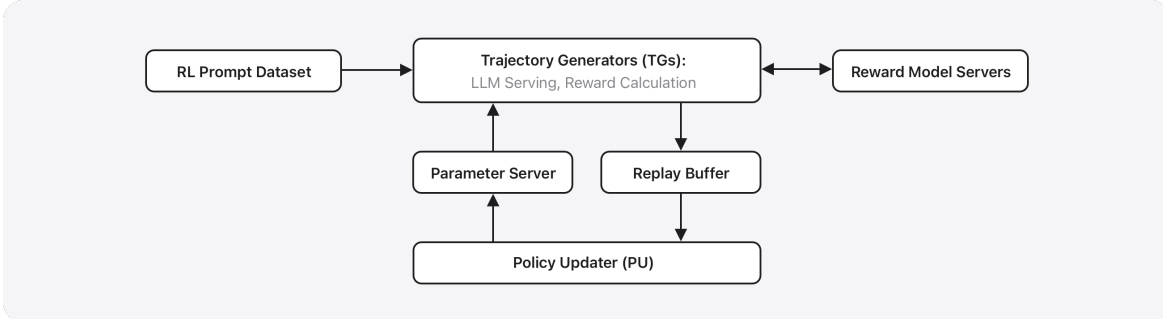 RL Prompt Dataset
Trajectory Generators (TGs):
LLM Serving, Reward Calculation
Reward Model Servers
Parameter Server
Replay Buffer
Policy Updater (PU)